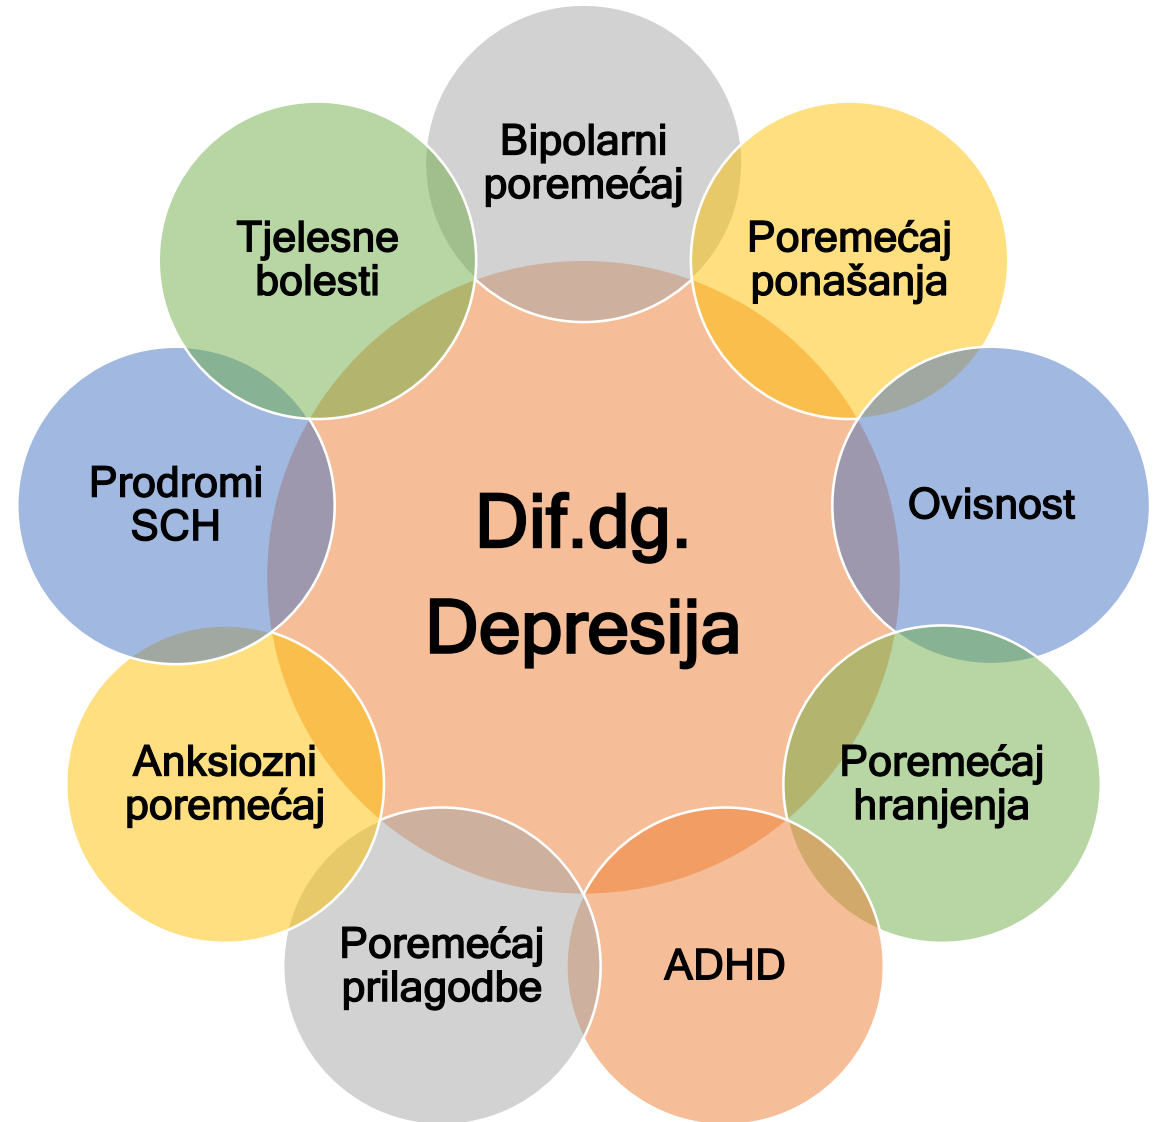 Bipolarni
poremećaj
Poremećaj
ponašanja
Ovisnost
Poremećaj
hranjenja
ADHD
Poremećaj
prilagodbe
Anksiozni
poremećaj
Prodromi
SCH
Tjelesne
bolesti
Dif.dg.
Depresija